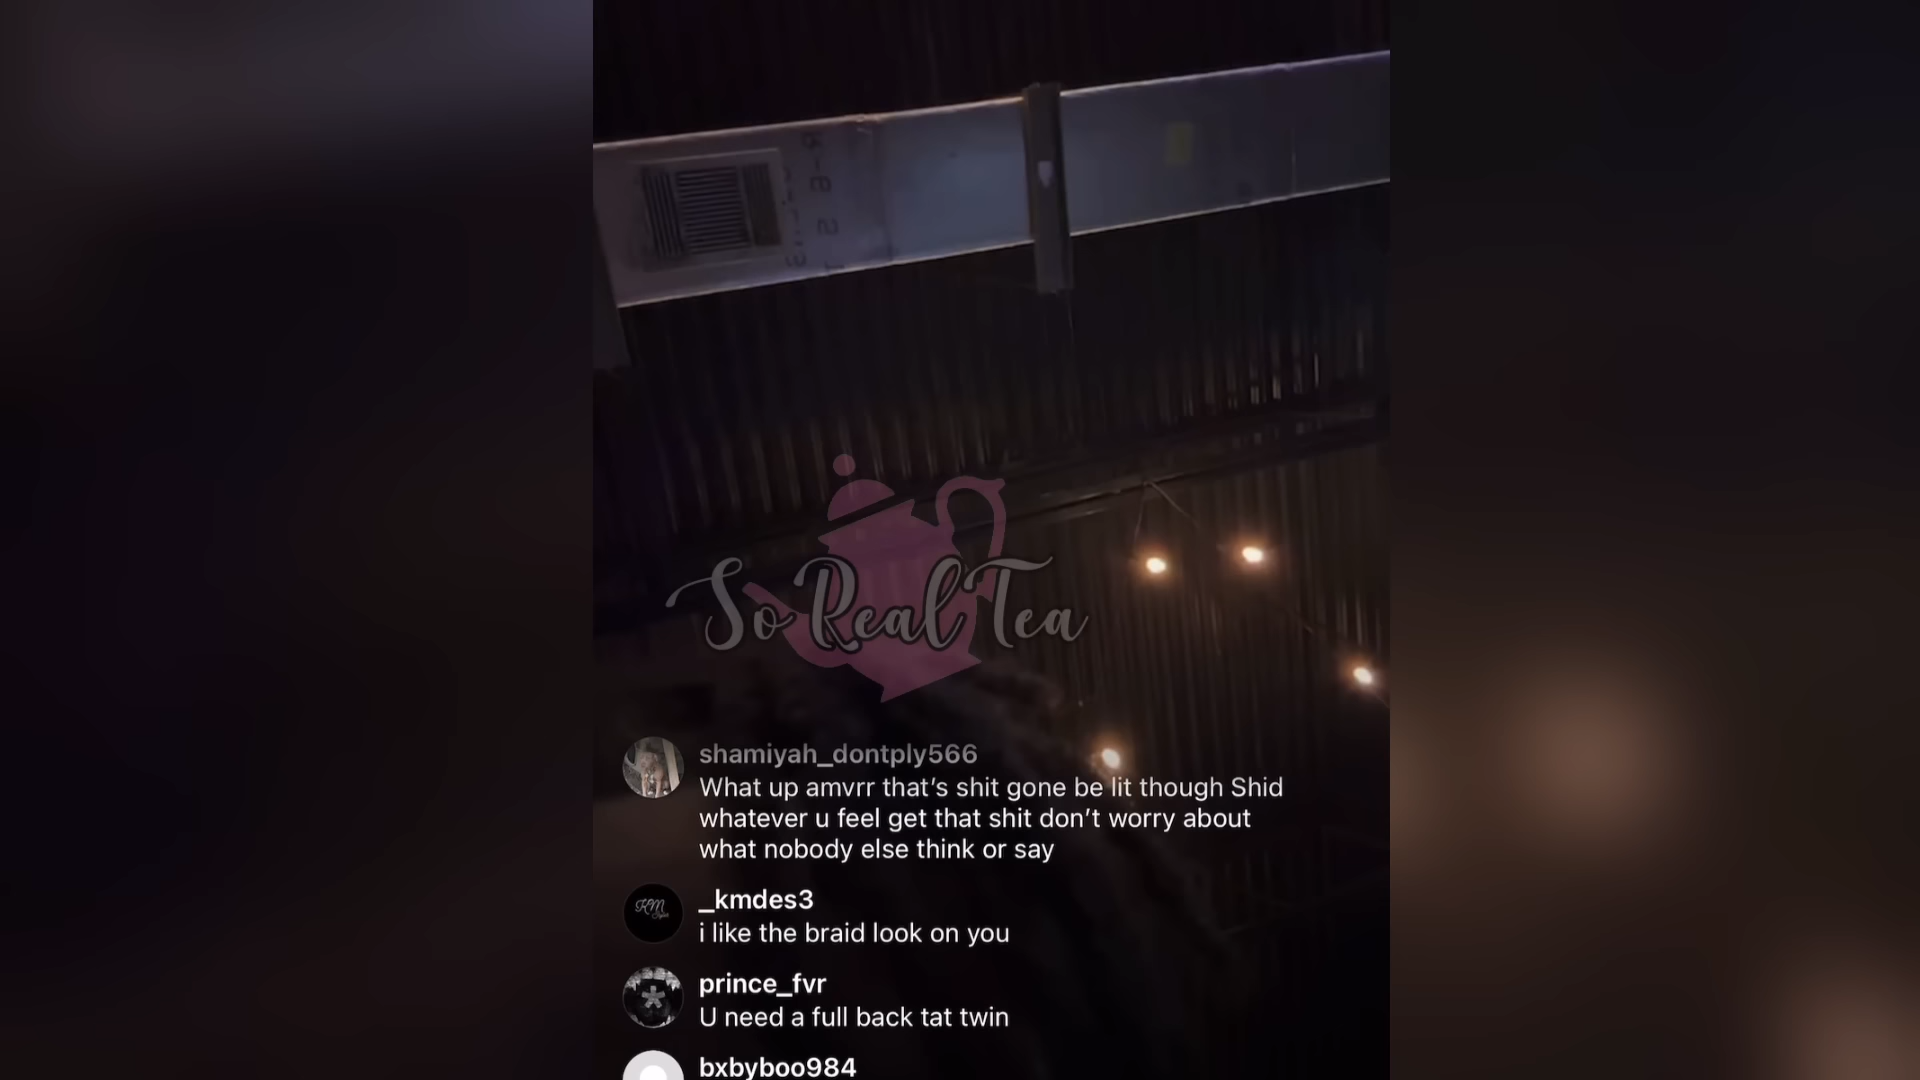 So Real Tea
shamiyah_dontply566
What up amvrr that's shit gone be lit though Shid
whatever u feel get that shit don't worry about
what nobody else think or say
_kmdes3
i like the braid look on you
prince_fvr
U need a full back tat twin
bxbyboo984